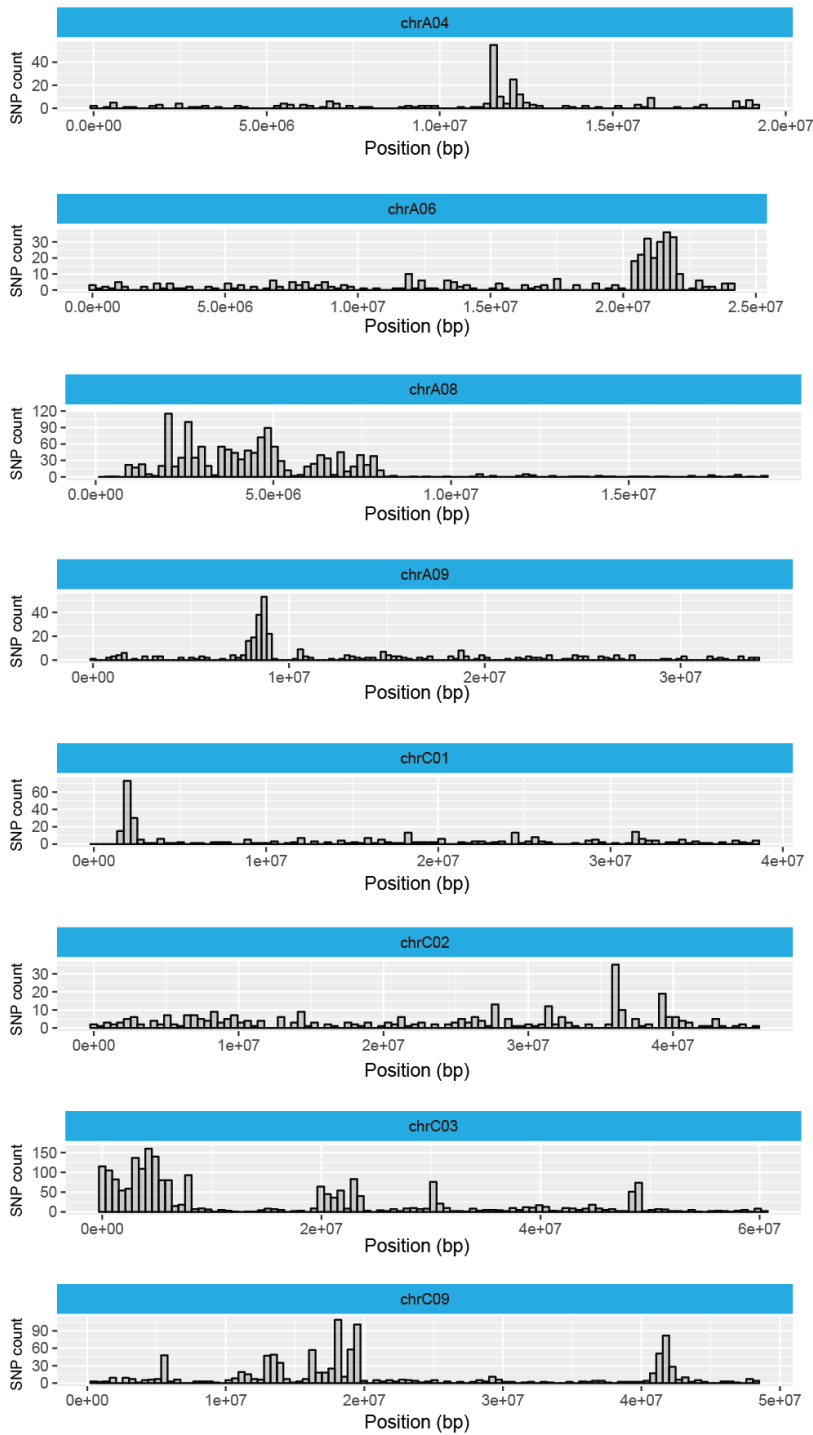 chrA04
SNP count
40
20
0
0.0e+00 5.0e+06 1.0e+07 1.5e+07 2.0e+07
Position (bp)
chrA06
SNP count
30
20
10
0
0.0e+00 5.0e+06 1.0e+07 1.5e+07 2.0e+07 2.5e+07
Position (bp)
chrA08
SNP count
120
90
60
30
0
0.0e+00 5.0e+06 1.0e+07 1.5e+07
Position (bp)
chrA09
SNP count
40
20
0
0e+00 1e+07 2e+07 3e+07
Position (bp)
chrC01
SNP count
60
40
20
0
0e+00 1e+07 2e+07 3e+07 4e+07
Position (bp)
chrC02
SNP count
30
20
10
0
0e+00 1e+07 2e+07 3e+07 4e+07
Position (bp)
chrC03
SNP count
150
100
50
0
0e+00 2e+07 4e+07 6e+07
Position (bp)
chrC09
SNP count
90
60
30
0
0e+00 1e+07 2e+07 3e+07 4e+07 5e+07
Position (bp)